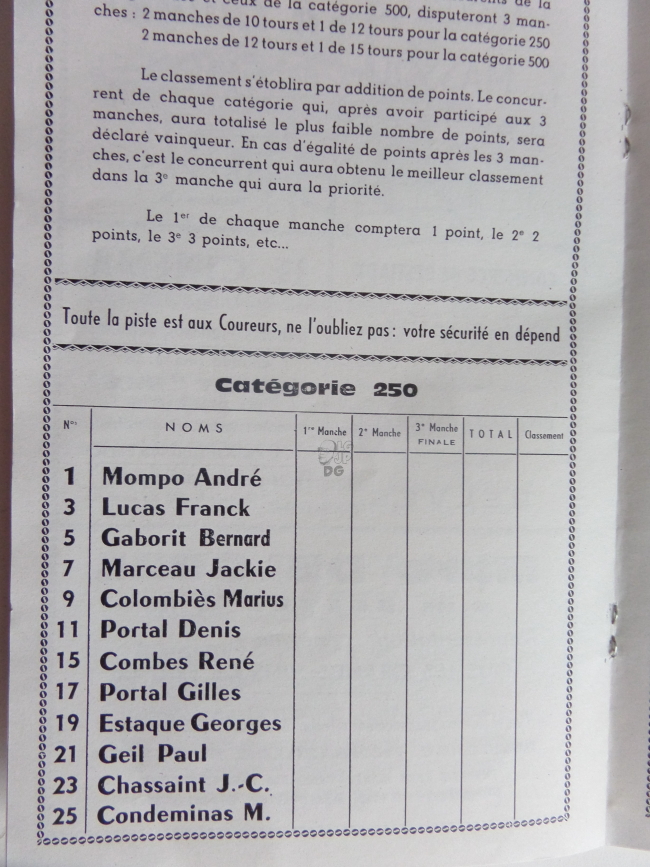 et ceux de la catégorie 500, disputeront 3 man-
ches : 2 manches de 10 tours et 1 de 12 tours pour la catégorie 250
2 manches de 12 tours et 1 de 15 tours pour la catégorie 500
Le classement s'étoblira par addition de points. Le concur-
rent de chaque catégorie qui, après avoir participé aux 3
manches, aura totalisé le plus faible nombre de points, sera
déclaré vainqueur. En cas d'égalité de points après les 3 man-
ches, c'est le concurrent qui aura obtenu le meilleur classement
dans la 3e manche qui aura la priorité.
Le 1er de chaque manche comptera 1 point, le 2e 2
points, le 3e 3 points, etc...
Toute la piste est aux Coureurs, ne l'oubliez pas : votre sécurité en dépend
Catégorie 250
Nos NOMS 1re Manche 2e Manche 3e Manche FINALE TOTAL Classement
DG
1 Mompo André
3 Lucas Franck
5 Gaborit Bernard
7 Marceau Jackie
9 Colombiès Marius
11 Portal Denis
15 Combes René
17 Portal Gilles
19 Estaque Georges
21 Geil Paul
23 Chassaint J.-C.
25 Condeminas M.